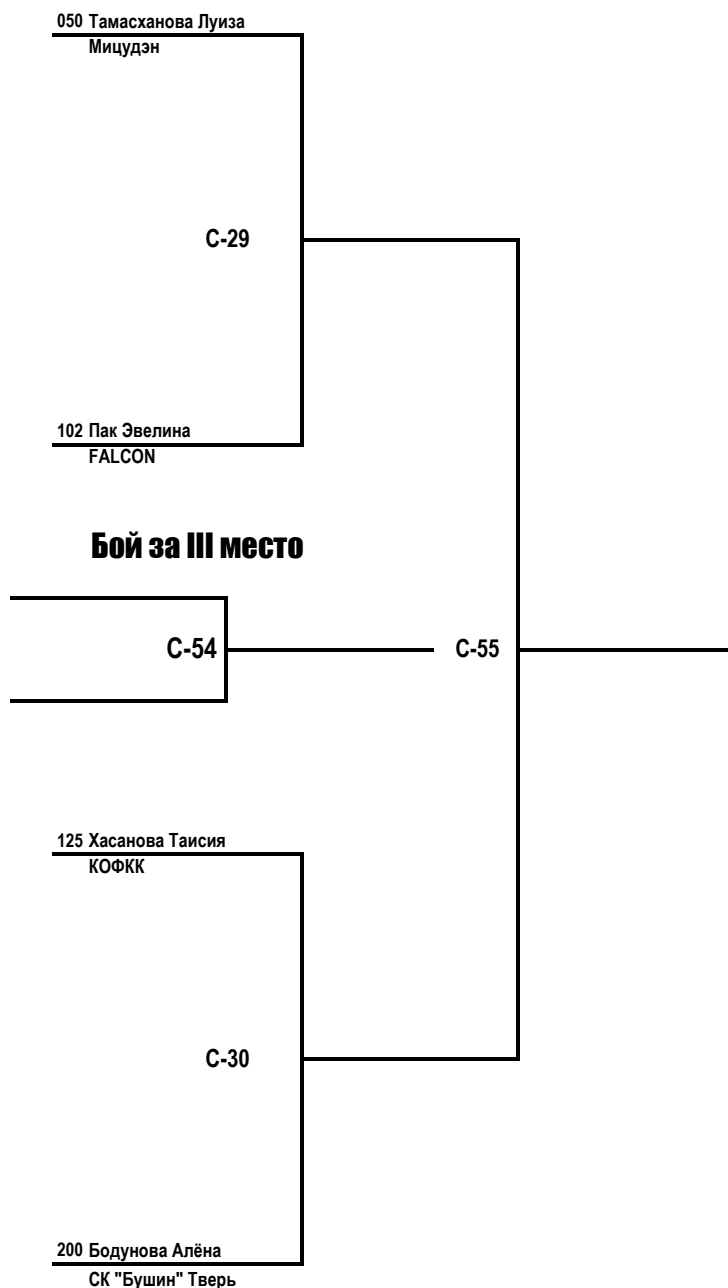 050 Тамасханова Луиза
Мицудэн
С-29
102 Пак Эвелина
FALCON
Бой за III место
С-54
С-55
125 Хасанова Таисия
КОФКК
С-30
200 Бодунова Алёна
СК "Бушин" Тверь